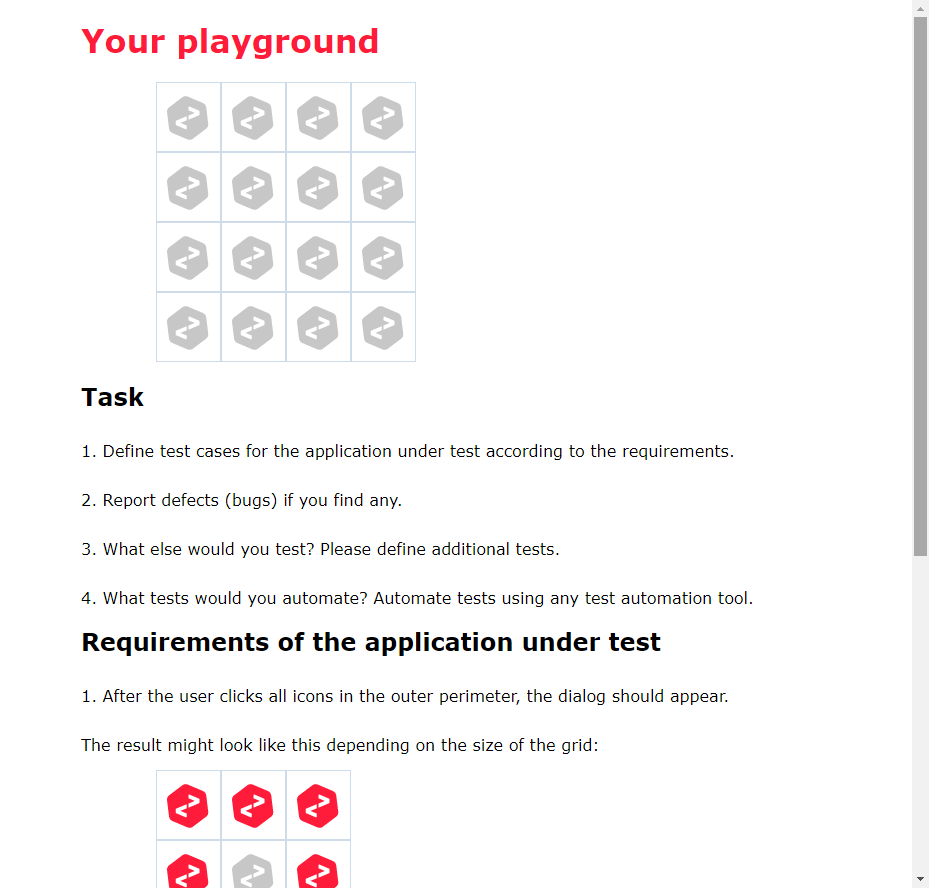 Your playground
Task
1. Define test cases for the application under test according to the requirements.
2. Report defects (bugs) if you find any.
3. What else would you test? Please define additional tests.
4. What tests would you automate? Automate tests using any test automation tool.
Requirements of the application under test
1. After the user clicks all icons in the outer perimeter, the dialog should appear.
The result might look like this depending on the size of the grid: